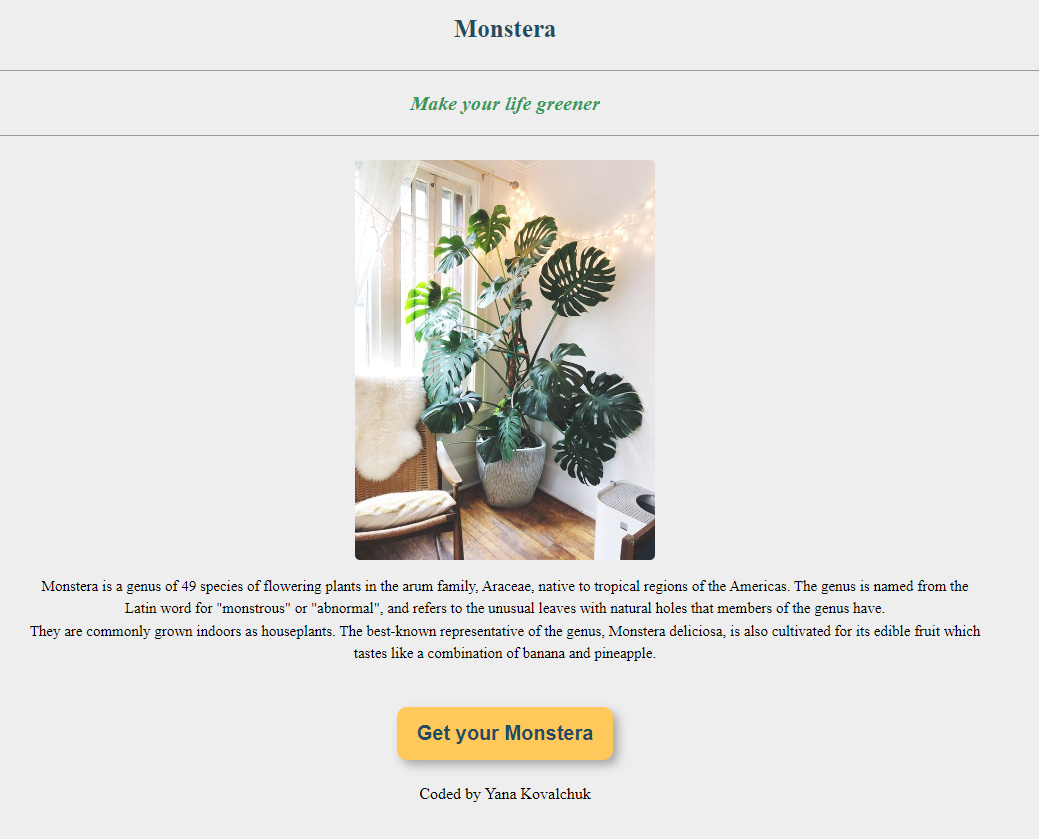 Monstera
Make your life greener
Monstera is a genus of 49 species of flowering plants in the arum family, Araceae, native to tropical regions of the Americas. The genus is named from the
Latin word for "monstrous" or "abnormal", and refers to the unusual leaves with natural holes that members of the genus have.
They are commonly grown indoors as houseplants. The best-known representative of the genus, Monstera deliciosa, is also cultivated for its edible fruit which
tastes like a combination of banana and pineapple.
Get your Monstera
Coded by Yana Kovalchuk